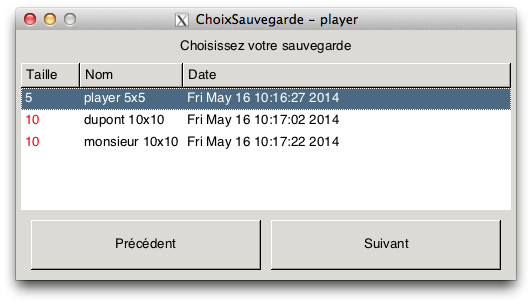 ChoixSauvegarde - player
Choisissez votre sauvegarde
Taille Nom Date
5 player 5x5 Fri May 16 10:16:27 2014
10 dupont 10x10 Fri May 16 10:17:02 2014
10 monsieur 10x10 Fri May 16 10:17:22 2014
Précédent Suivant